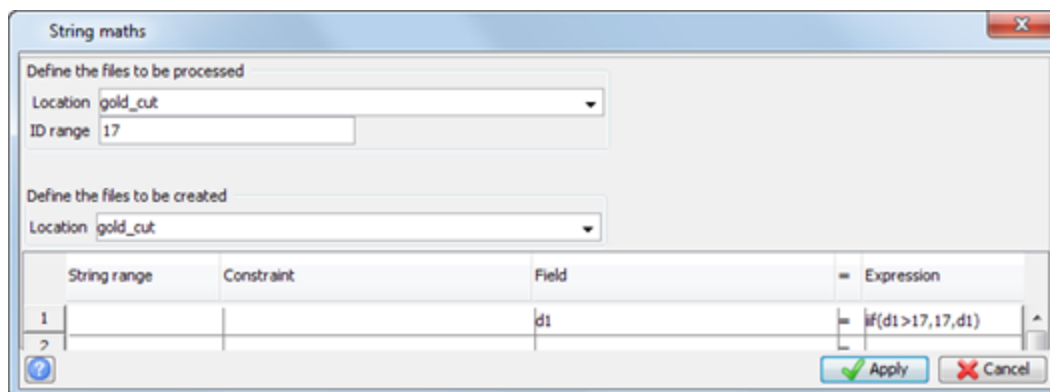 String maths
Define the files to be processed
Location gold_cut
ID range 17
Define the files to be created
Location gold_cut
String range Constraint Field = Expression
1 d1 = iif(d1>17,17,d1)
2 =
Apply Cancel